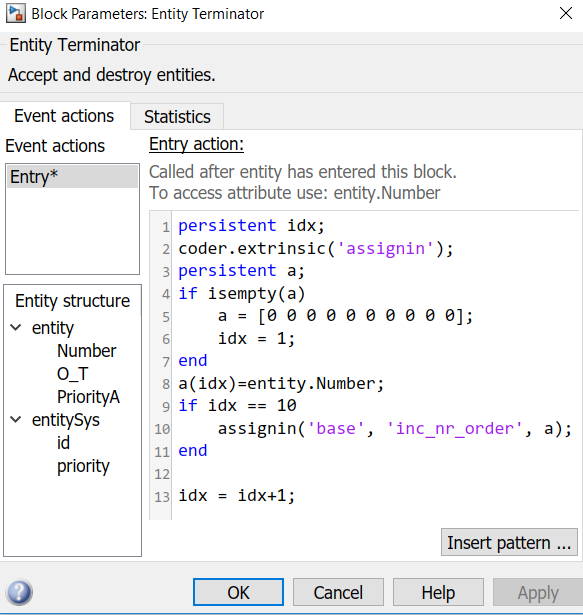 Block Parameters: Entity Terminator
Entity Terminator
Accept and destroy entities.
Event actions
Statistics
Event actions
Entry*
Entity structure
entity
Number
O_T
PriorityA
entitySys
id
priority
Entry action:
Called after entity has entered this block.
To access attribute use: entity.Number
1 persistent idx;
2 coder.extrinsic('assignin');
3 persistent a;
4 if isempty(a)
5 a = [0 0 0 0 0 0 0 0 0 0];
6 idx = 1;
7 end
8 a(idx)=entity.Number;
9 if idx == 10
10 assignin('base', 'inc_nr_order', a);
11 end
12
13 idx = idx+1;
Insert pattern ...
?
OK
Cancel
Help
Apply